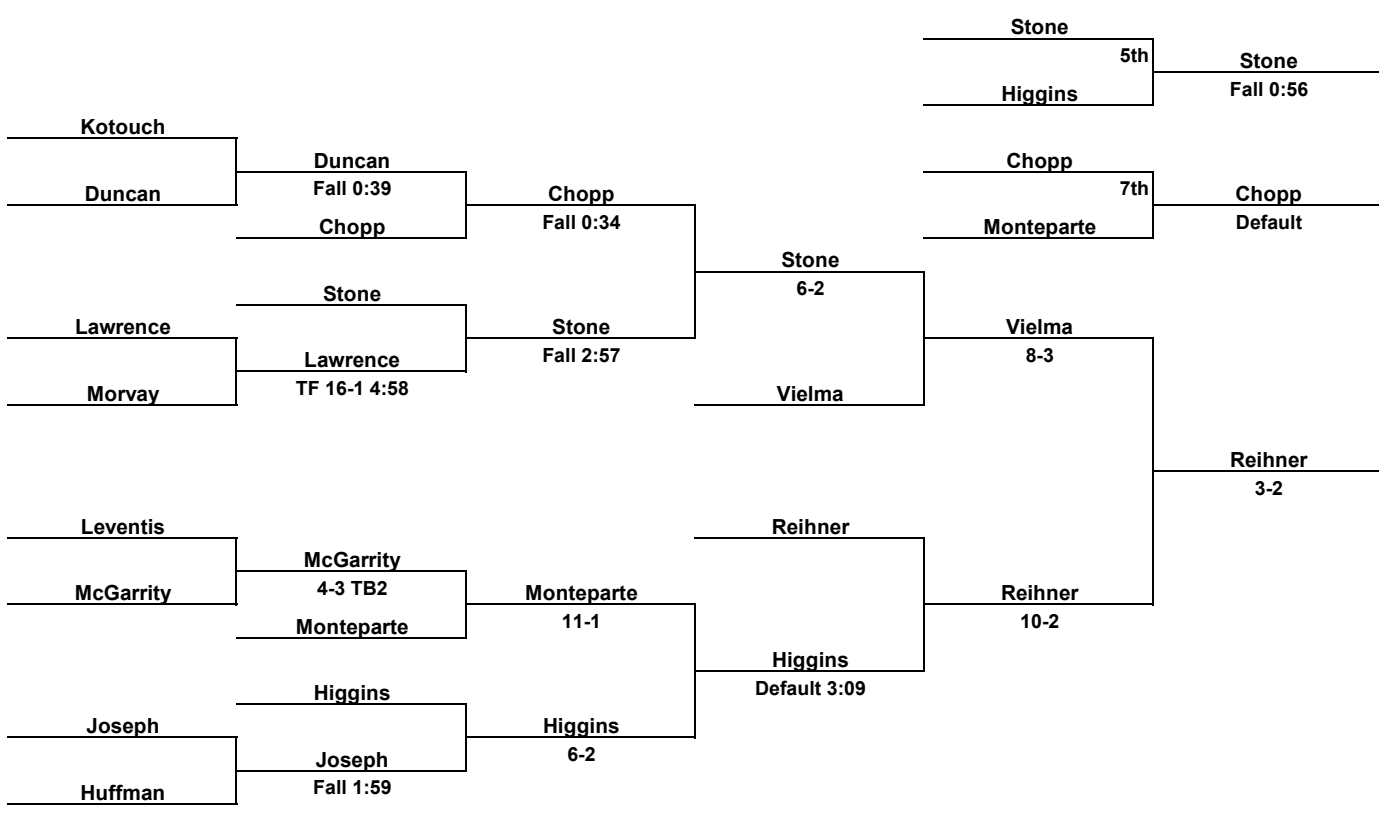 Stone
5th
Stone
Fall 0:56
Higgins
Kotouch
Duncan
Fall 0:39
Duncan
Chopp
Chopp
Fall 0:34
Chopp
7th
Chopp
Default
Monteparte
Stone
6-2
Stone
Lawrence
Lawrence
TF 16-1 4:58
Morvay
Stone
Fall 2:57
Vielma
Vielma
8-3
Reihner
3-2
Leventis
McGarrity
4-3 TB2
McGarrity
Monteparte
Monteparte
11-1
Reihner
Reihner
10-2
Higgins
Default 3:09
Higgins
Joseph
Joseph
Fall 1:59
Huffman
Higgins
6-2